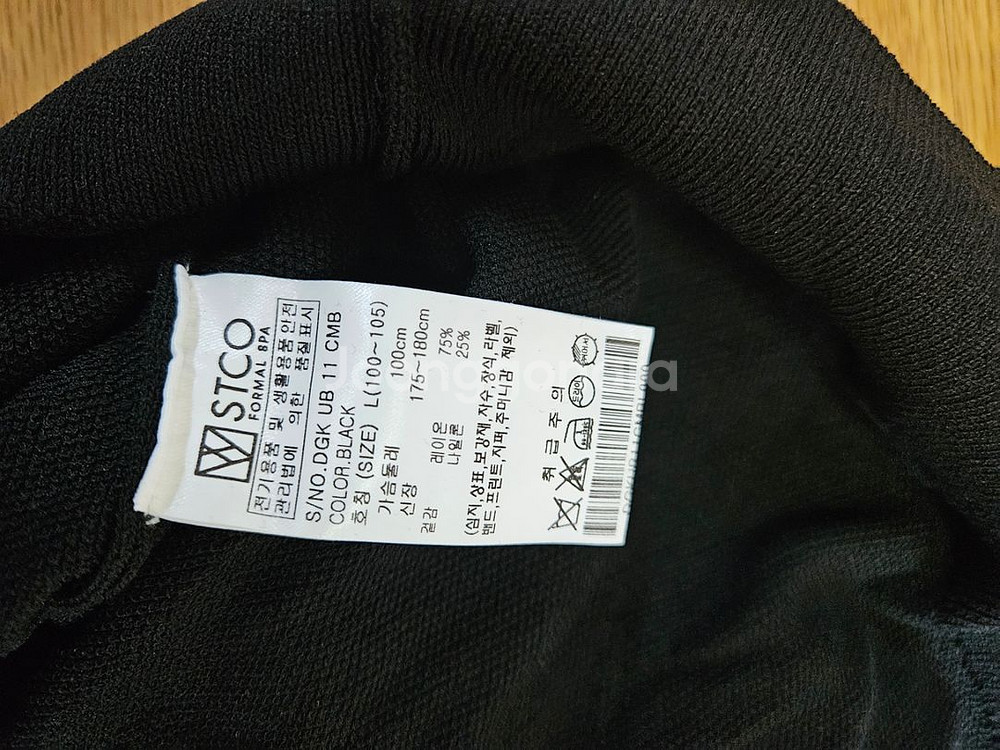 STCO
FORMAL SPA
전기용품 및 생활용품안전
관리법에 의한 품질표시
S/NO.DGK UB 11 CMB
COLOR.BLACK
호칭 (SIZE) L(100~105)
가슴둘레 100cm
신장 175~180cm
겉감 레이온 75%
나일론 25%
(심지,상표,보강재,자수,장식 라벨,
밴드,프린트,지퍼,주머니감 제외)
취 급 주 의
드라이